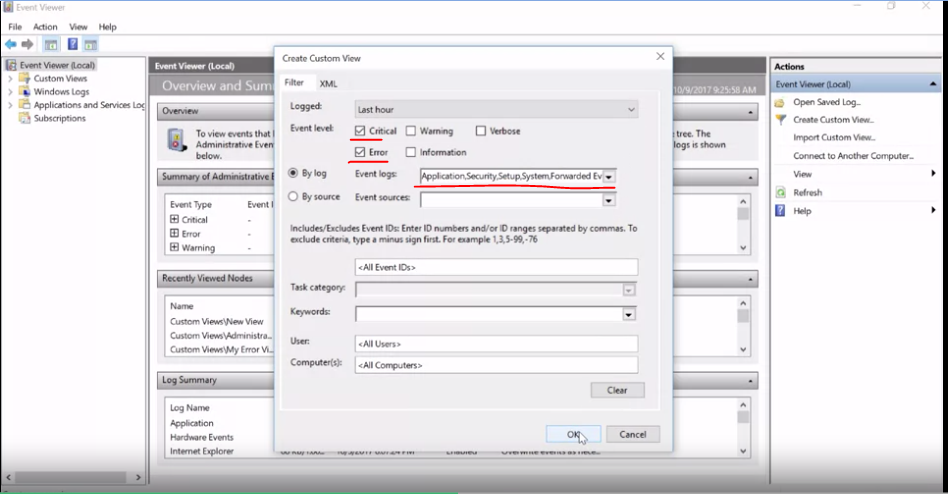 Event Viewer
File Action View Help
Event Viewer (Local)
Custom Views
Windows Logs
Applications and Services Log
Subscriptions
Event Viewer (Local)
Overview and Sum
10/9/2017 9:25:58 AM
Overview
To view events that
tree. The
Administrative Even
logs is shown
below.
Summary of Administrative E
Event Type Event I
Critical -
Error -
Warning -
Recently Viewed Nodes
Name
Custom Views\New View
Custom Views\Administra...
Custom Views\My Error Vi...
Log Summary
Log Name
Application
Hardware Events
Internet Explorer
Enabled
Create Custom View
Filter XML
Logged: Last hour
Event level: Critical Warning Verbose
Error Information
By log Event logs: Application,Security,Setup,System,Forwarded Ev
By source Event sources:
Includes/Excludes Event IDs: Enter ID numbers and/or ID ranges separated by commas. To
exclude criteria, type a minus sign first. For example 1,3,5-99,-76
<All Event IDs>
Task category:
Keywords:
User: <All Users>
Computer(s): <All Computers>
Clear
OK Cancel
Actions
Event Viewer (Local)
Open Saved Log...
Create Custom View...
Import Custom View...
Connect to Another Computer...
View
Refresh
Help